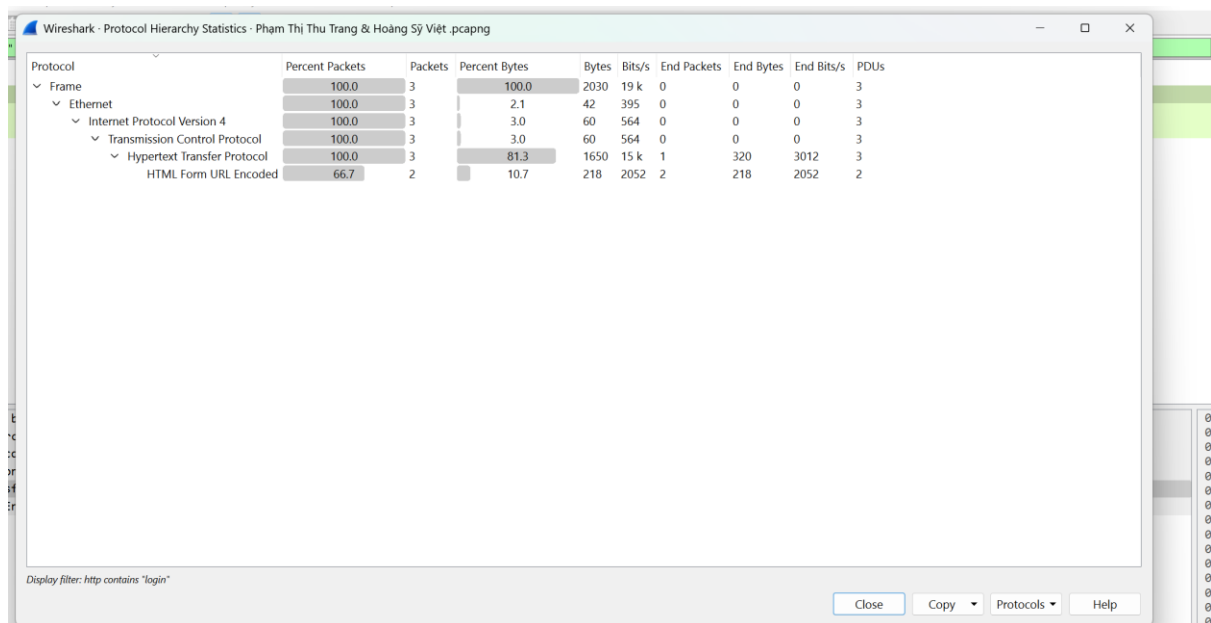 Wireshark · Protocol Hierarchy Statistics · Phạm Thị Thu Trang & Hoàng Sỹ Việt .pcapng
Protocol Percent Packets Packets Percent Bytes Bytes Bits/s End Packets End Bytes End Bits/s PDUs
Frame 100.0 3 100.0 2030 19 k 0 0 0 3
Ethernet 100.0 3 2.1 42 395 0 0 0 3
Internet Protocol Version 4 100.0 3 3.0 60 564 0 0 0 3
Transmission Control Protocol 100.0 3 3.0 60 564 0 0 0 3
Hypertext Transfer Protocol 100.0 3 81.3 1650 15 k 1 320 3012 3
HTML Form URL Encoded 66.7 2 10.7 218 2052 2 218 2052 2
Display filter: http contains "login"
Close Copy Protocols Help